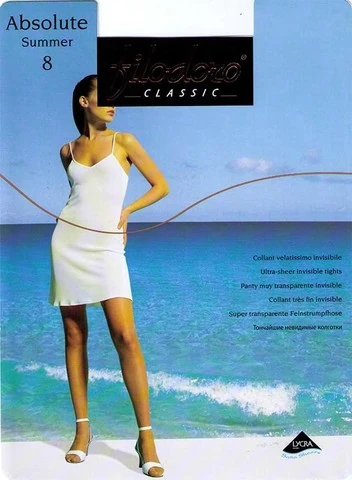 Absolute
Summer
8
filodoro®
CLASSIC
Collant velatissimo invisibile
Ultra-sheer invisible tights
Panty muy transparente invisible
Collant très fin invisible
Super transparente Feinstrumpfhose
Тончайшие невидимые колготки
LYCRA